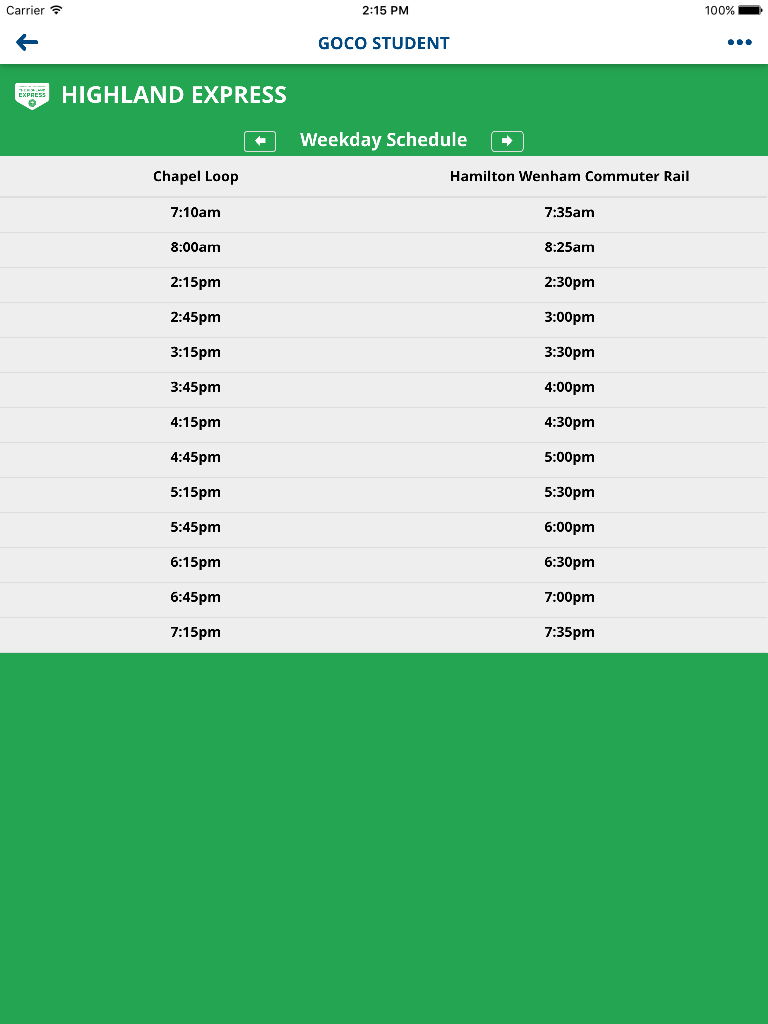 Carrier 2:15 PM 100%
GOCO STUDENT
THE HIGHLAND
EXPRESS
HIGHLAND EXPRESS
Weekday Schedule
Chapel Loop Hamilton Wenham Commuter Rail
7:10am 7:35am
8:00am 8:25am
2:15pm 2:30pm
2:45pm 3:00pm
3:15pm 3:30pm
3:45pm 4:00pm
4:15pm 4:30pm
4:45pm 5:00pm
5:15pm 5:30pm
5:45pm 6:00pm
6:15pm 6:30pm
6:45pm 7:00pm
7:15pm 7:35pm